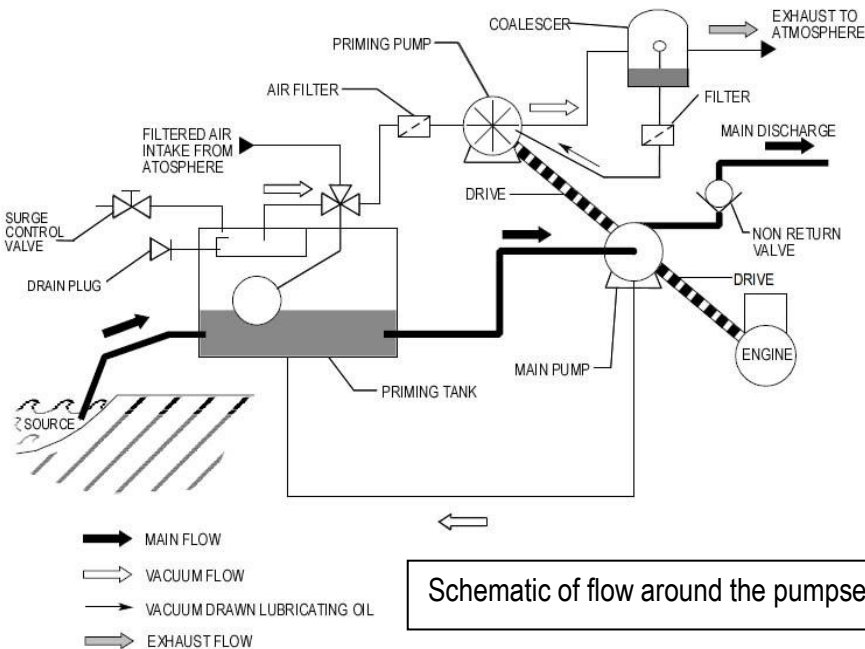 COALESCER
EXHAUST TO
ATMOSPHERE
PRIMING PUMP
AIR FILTER
FILTER
FILTERED AIR
INTAKE FROM
ATOSPHERE
MAIN DISCHARGE
DRIVE
SURGE
CONTROL
VALVE
NON RETURN
VALVE
DRAIN PLUG
DRIVE
ENGINE
MAIN PUMP
PRIMING TANK
SOURCE
MAIN FLOW
VACUUM FLOW
VACUUM DRAWN LUBRICATING OIL
EXHAUST FLOW
Schematic of flow around the pumpse